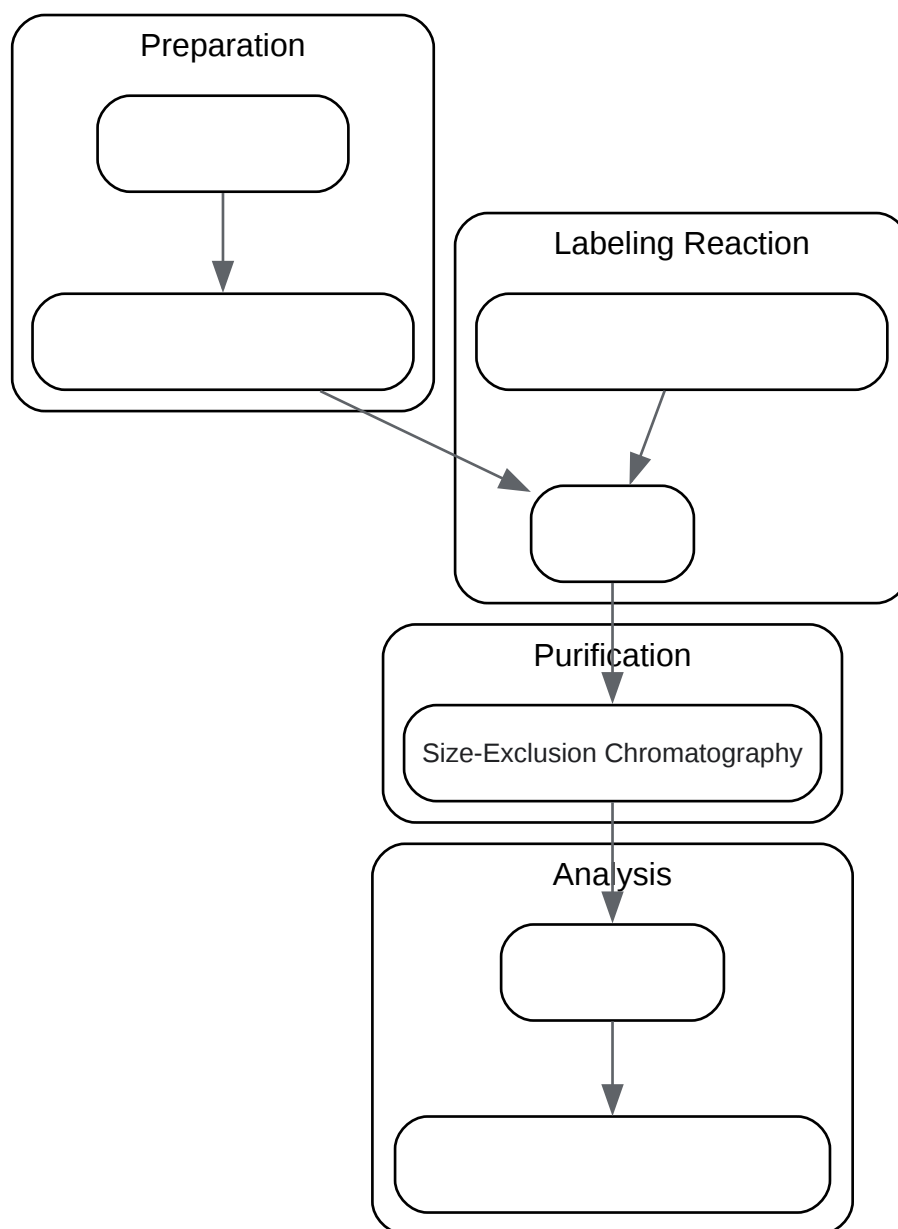 Preparation
Labeling Reaction
Purification
Size-Exclusion Chromatography
Analysis